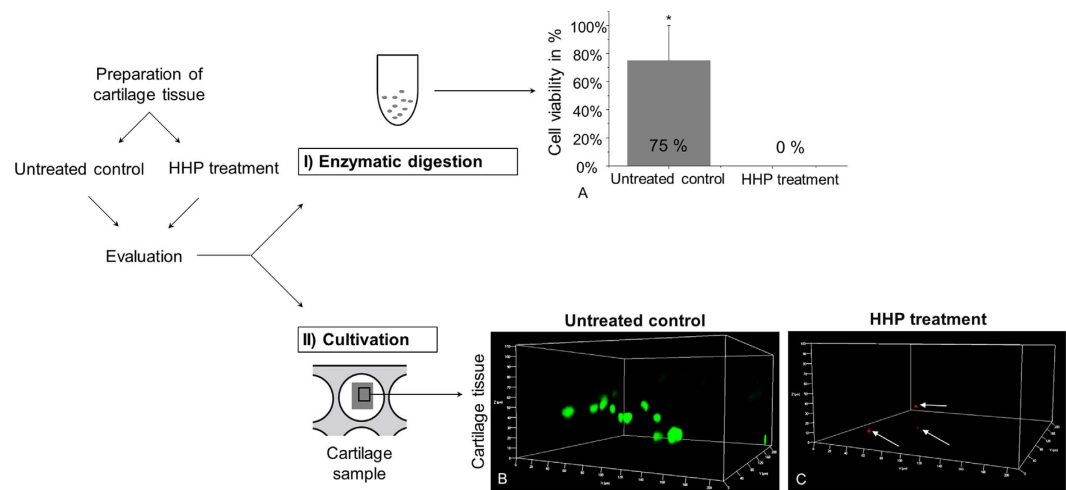 Preparation of
cartilage tissue
Untreated control
HHP treatment
Evaluation
I) Enzymatic digestion
Cell viability in %
100%
80%
60%
40%
20%
0%
*
75 %
0 %
Untreated control
HHP treatment
A
II) Cultivation
Cartilage
sample
Cartilage tissue
Untreated control
B
HHP treatment
C